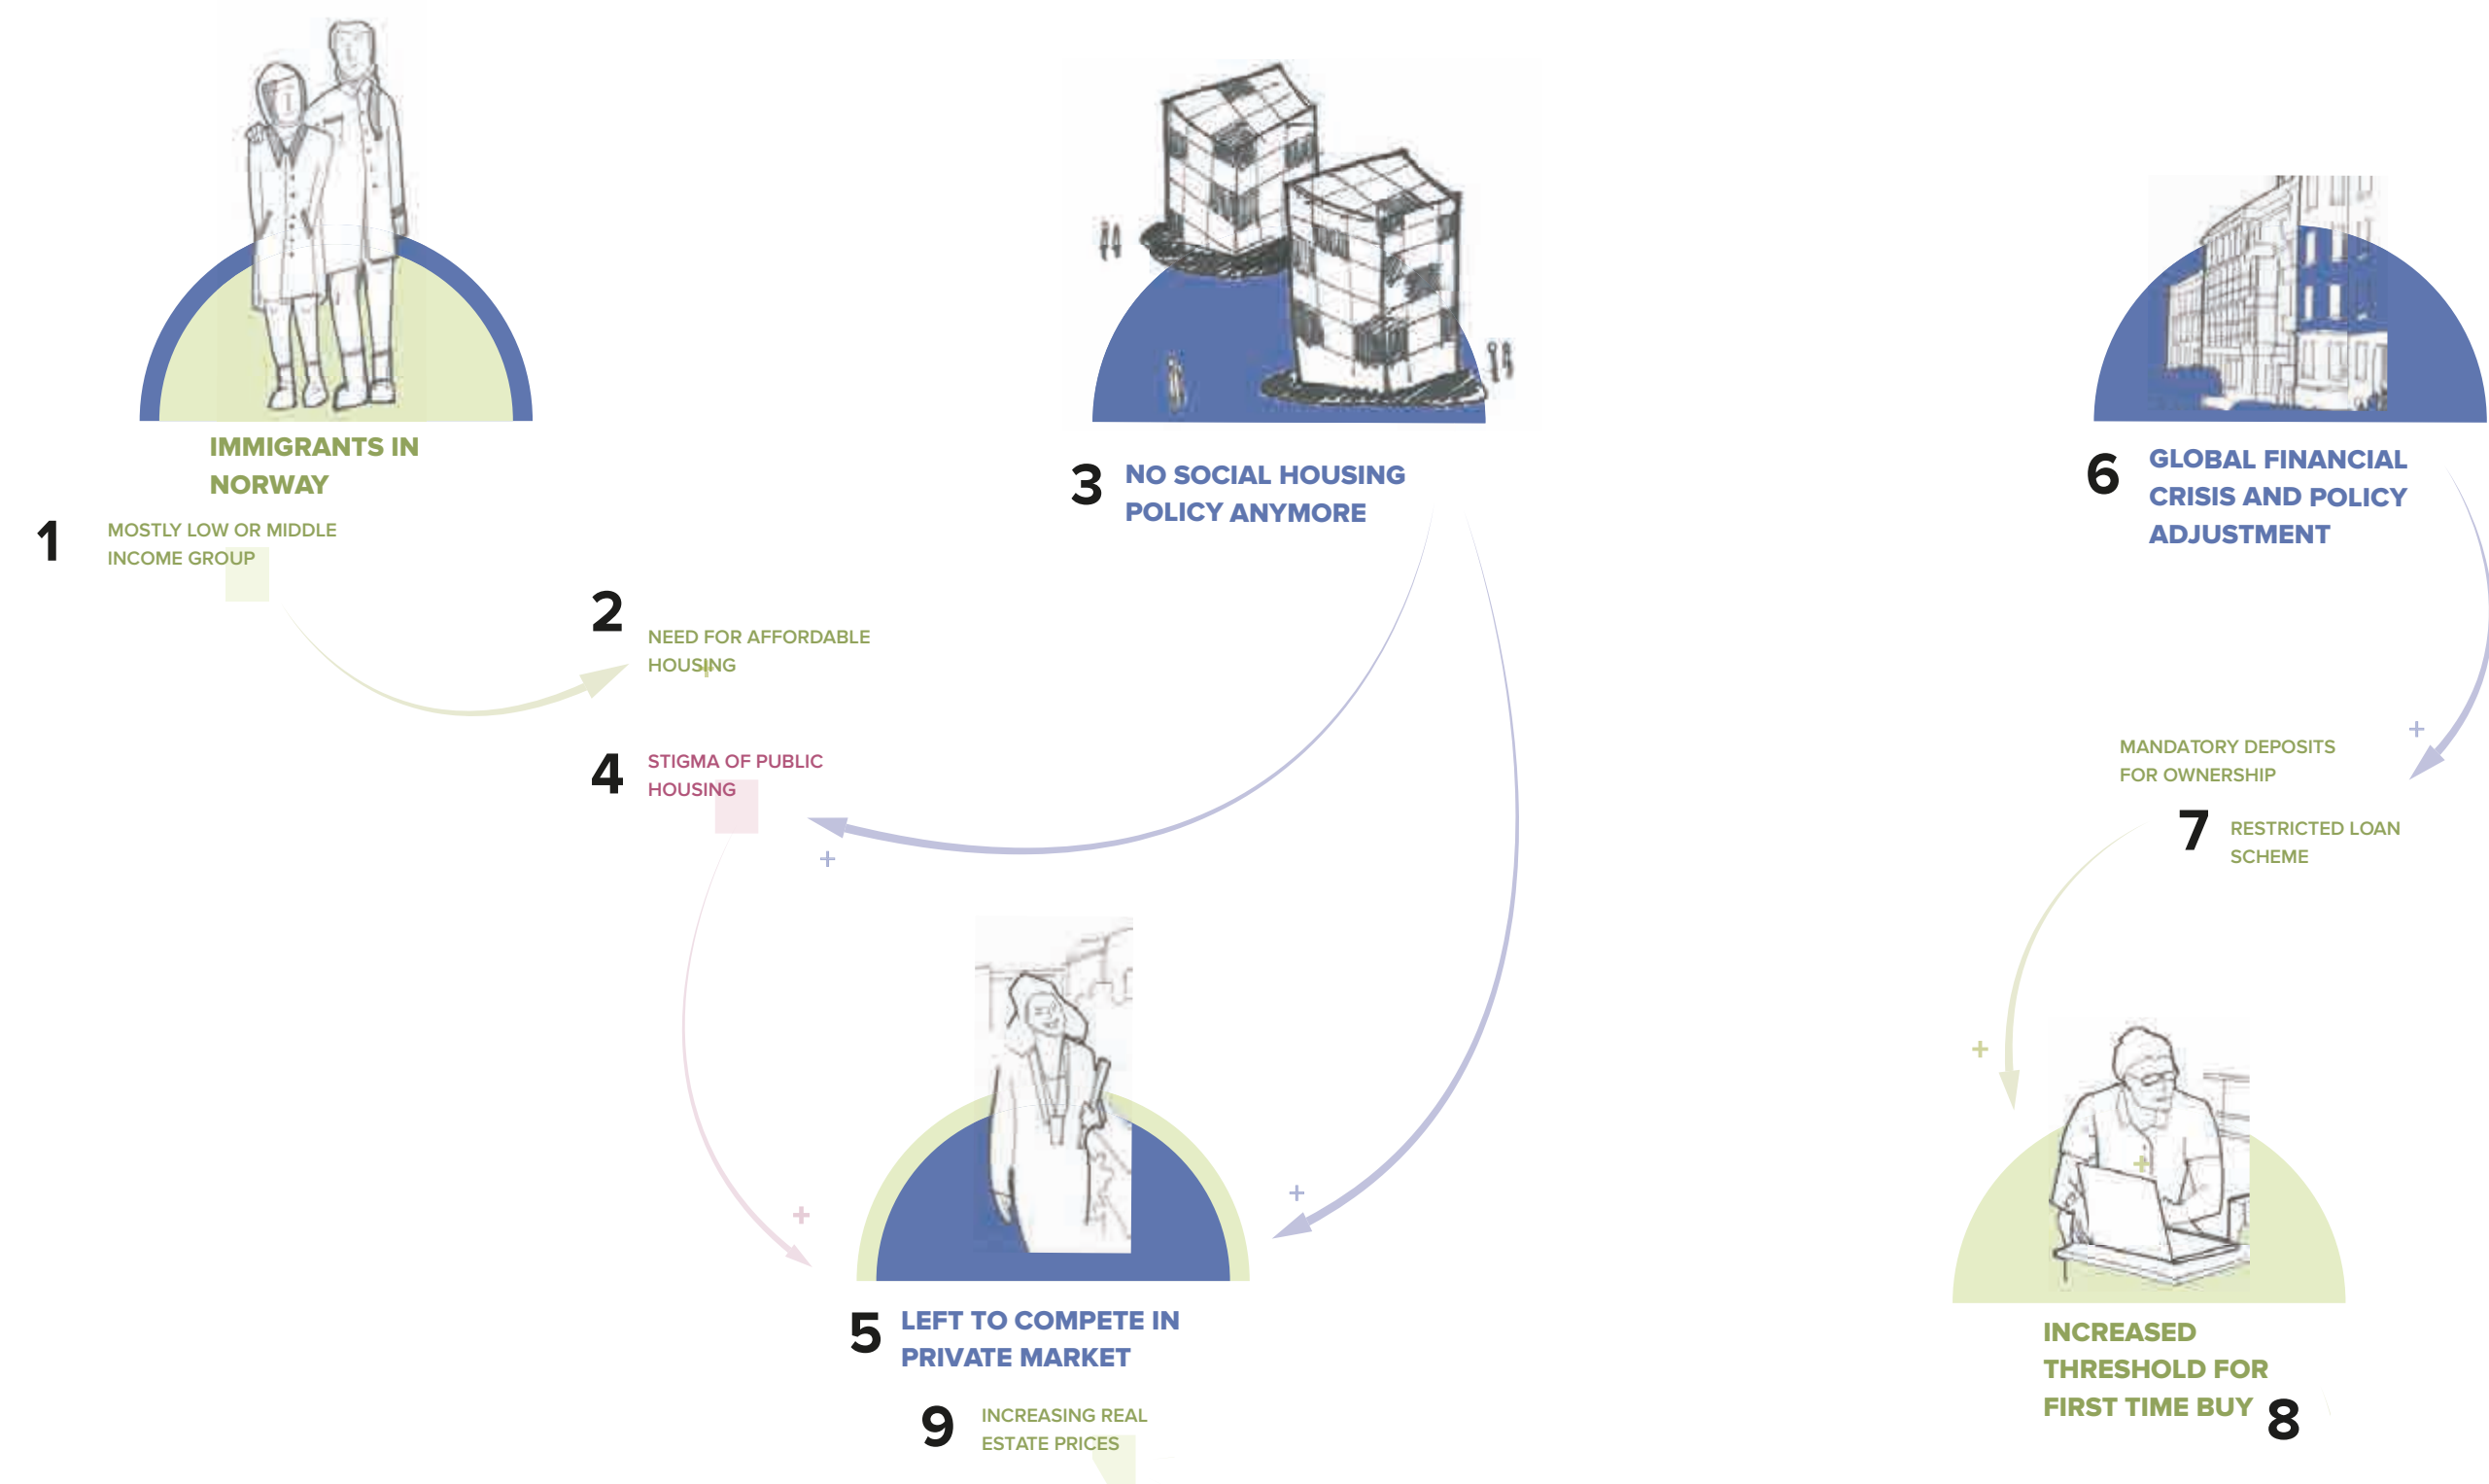 IMMIGRANTS IN
NORWAY
1
MOSTLY LOW OR MIDDLE
INCOME GROUP
2
NEED FOR AFFORDABLE
HOUSING
+
3
NO SOCIAL HOUSING
POLICY ANYMORE
4
STIGMA OF PUBLIC
HOUSING
+
+
+
5
LEFT TO COMPETE IN
PRIVATE MARKET
9
INCREASING REAL
ESTATE PRICES
6
GLOBAL FINANCIAL
CRISIS AND POLICY
ADJUSTMENT
+
MANDATORY DEPOSITS
FOR OWNERSHIP
7
RESTRICTED LOAN
SCHEME
+
+
INCREASED
THRESHOLD FOR
FIRST TIME BUY
8